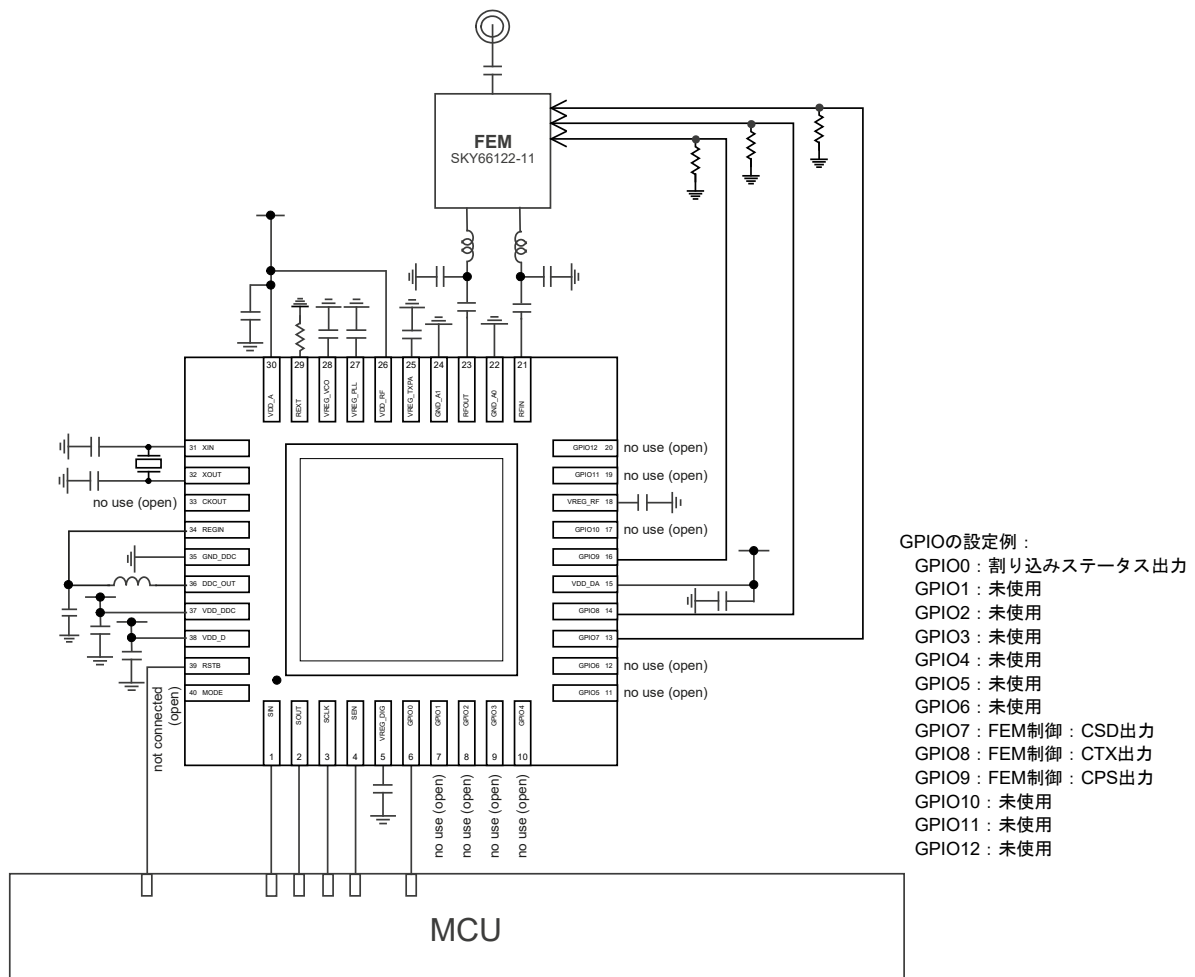 FEM
SKY66122-11
30 29 28 27 26 25 24 23 22 21
VDD_A REXT VREG_VCO VREG_PLL VDD_RF VREG_TXPA GND_A1 RFOUT GND_A0 RFIN
31 XIN
32 XOUT
33 CKOUT
no use (open)
34 REGIN
35 GND_DDC
36 DDC_OUT
37 VDD_DDC
38 VDD_D
39 RSTB
40 MODE
not connected
(open)
GPIO12 20 no use (open)
GPIO11 19 no use (open)
VREG_RF 18
GPIO10 17 no use (open)
GPIO9 16
VDD_DA 15
GPIO8 14
GPIO7 13
GPIO6 12 no use (open)
GPIO5 11 no use (open)
SIN SOUT SCLK SEN VREG_DIG GPIO0 GPIO1 GPIO2 GPIO3 GPIO4
1 2 3 4 5 6 7 8 9 10
no use (open)
no use (open)
no use (open)
no use (open)
MCU
GPIOの設定例：
GPIO0：割り込みステータス出力
GPIO1：未使用
GPIO2：未使用
GPIO3：未使用
GPIO4：未使用
GPIO5：未使用
GPIO6：未使用
GPIO7：FEM制御：CSD出力
GPIO8：FEM制御：CTX出力
GPIO9：FEM制御：CPS出力
GPIO10：未使用
GPIO11：未使用
GPIO12：未使用